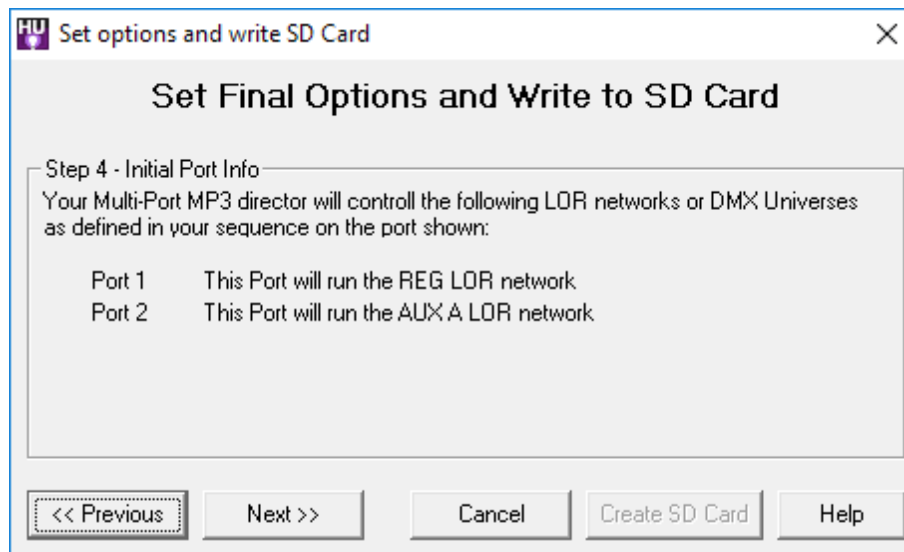 HU Set options and write SD Card
Set Final Options and Write to SD Card
Step 4 - Initial Port Info
Your Multi-Port MP3 director will controll the following LOR networks or DMX Universes
as defined in your sequence on the port shown:
Port 1 This Port will run the REG LOR network
Port 2 This Port will run the AUX A LOR network
<< Previous Next >> Cancel Create SD Card Help